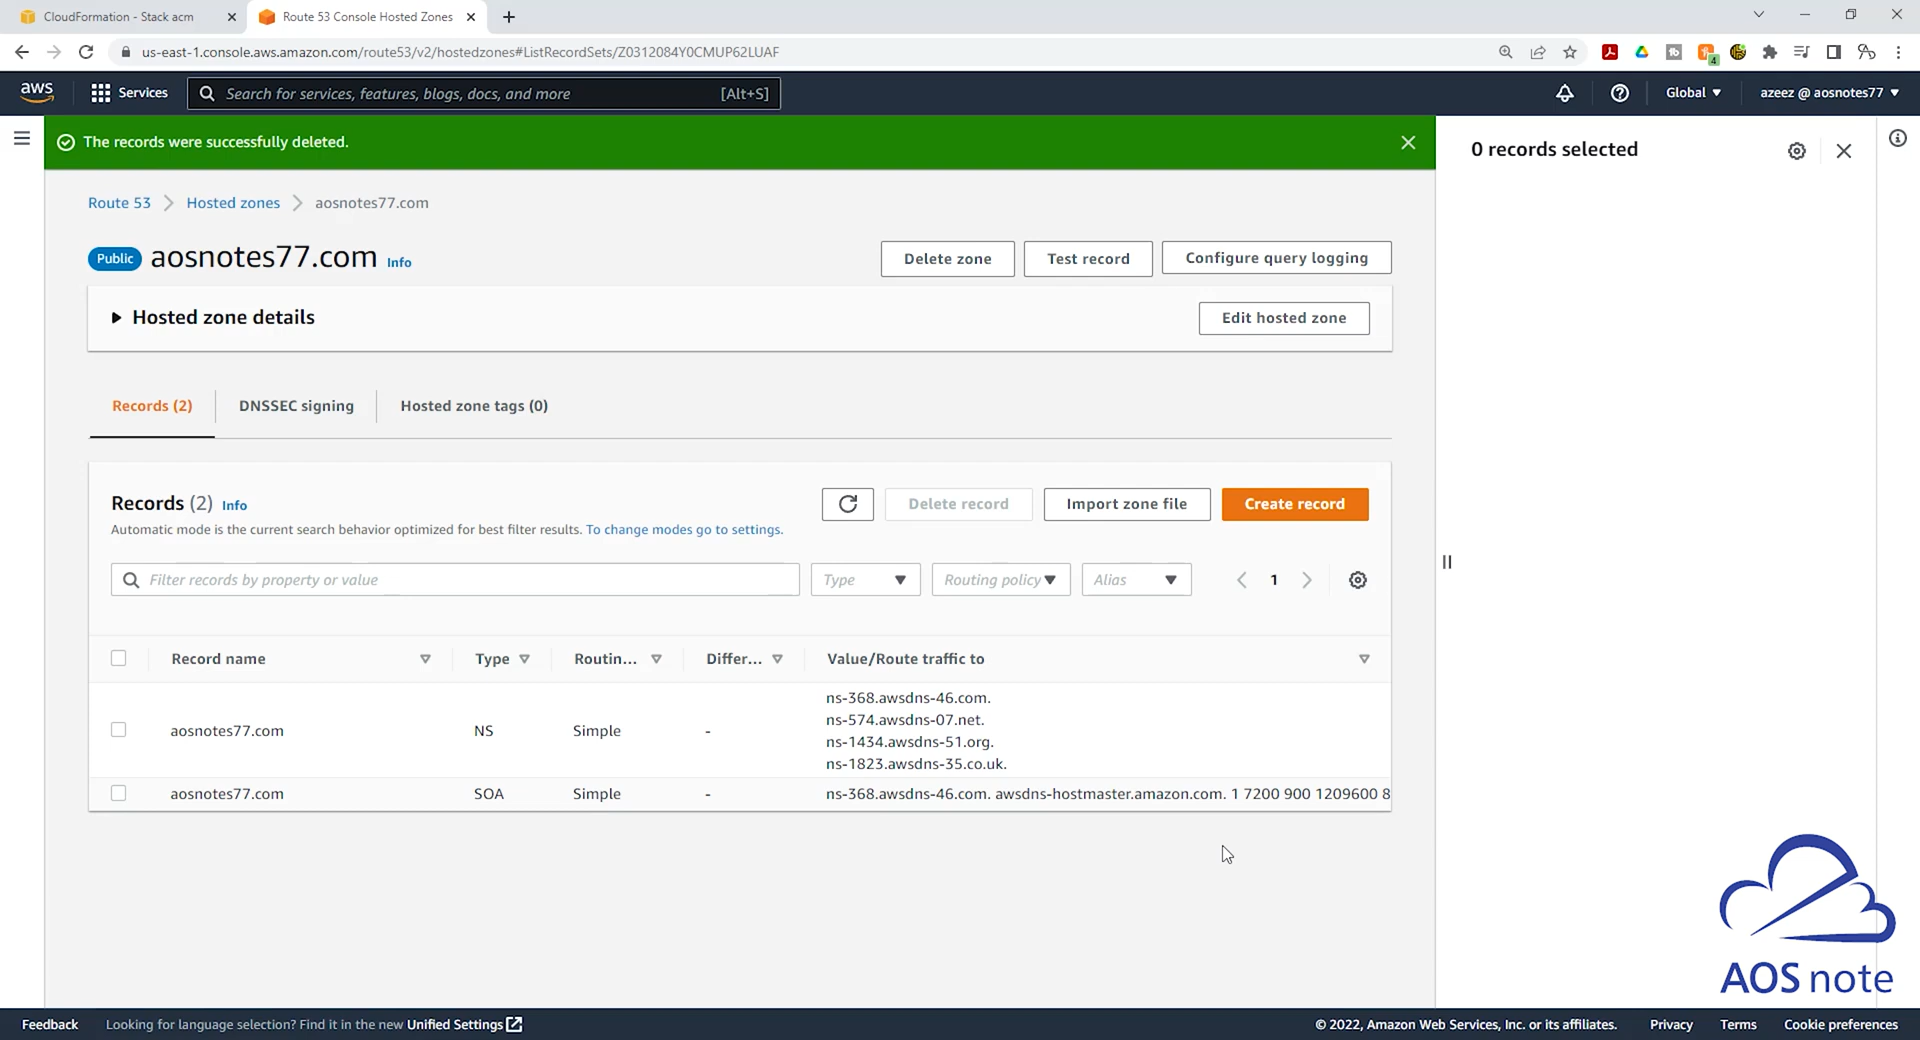 CloudFormation - Stack acm
Route 53 Console Hosted Zones
us-east-1.console.aws.amazon.com/route53/v2/hostedzones#ListRecordSets/Z0312084Y0CMUP62LUAF
4
aws
Services
Search for services, features, blogs, docs, and more
[Alt+S]
Global
azeez @ aosnotes77
The records were successfully deleted.
0 records selected
Route 53
Hosted zones
aosnotes77.com
Public
aosnotes77.com
Info
Delete zone
Test record
Configure query logging
Hosted zone details
Edit hosted zone
Records (2)
DNSSEC signing
Hosted zone tags (0)
Records (2) Info
Delete record
Import zone file
Create record
Automatic mode is the current search behavior optimized for best filter results. To change modes go to settings.
Filter records by property or value
Type
Routing policy
Alias
1
Record name
Type
Routin...
Differ...
Value/Route traffic to
aosnotes77.com
NS
Simple
-
ns-368.awsdns-46.com.
ns-574.awsdns-07.net.
ns-1434.awsdns-51.org.
ns-1823.awsdns-35.co.uk.
aosnotes77.com
SOA
Simple
-
ns-368.awsdns-46.com. awsdns-hostmaster.amazon.com. 1 7200 900 1209600 8
AOS note
Feedback
Looking for language selection? Find it in the new Unified Settings
© 2022, Amazon Web Services, Inc. or its affiliates.
Privacy
Terms
Cookie preferences